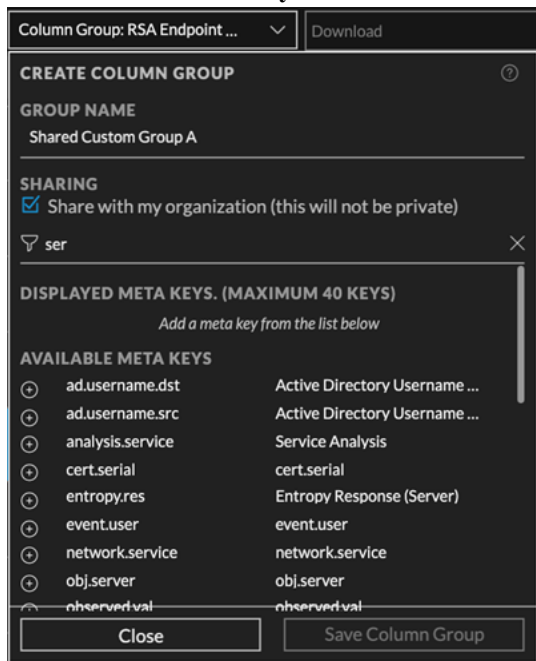 Column Group: RSA Endpoint ... Download
CREATE COLUMN GROUP
GROUP NAME
Shared Custom Group A
SHARING
Share with my organization (this will not be private)
ser
DISPLAYED META KEYS. (MAXIMUM 40 KEYS)
Add a meta key from the list below
AVAILABLE META KEYS
ad.username.dst Active Directory Username ...
ad.username.src Active Directory Username ...
analysis.service Service Analysis
cert.serial cert.serial
entropy.res Entropy Response (Server)
event.user event.user
network.service network.service
obj.server obj.server
observed.val observed.val
Close Save Column Group